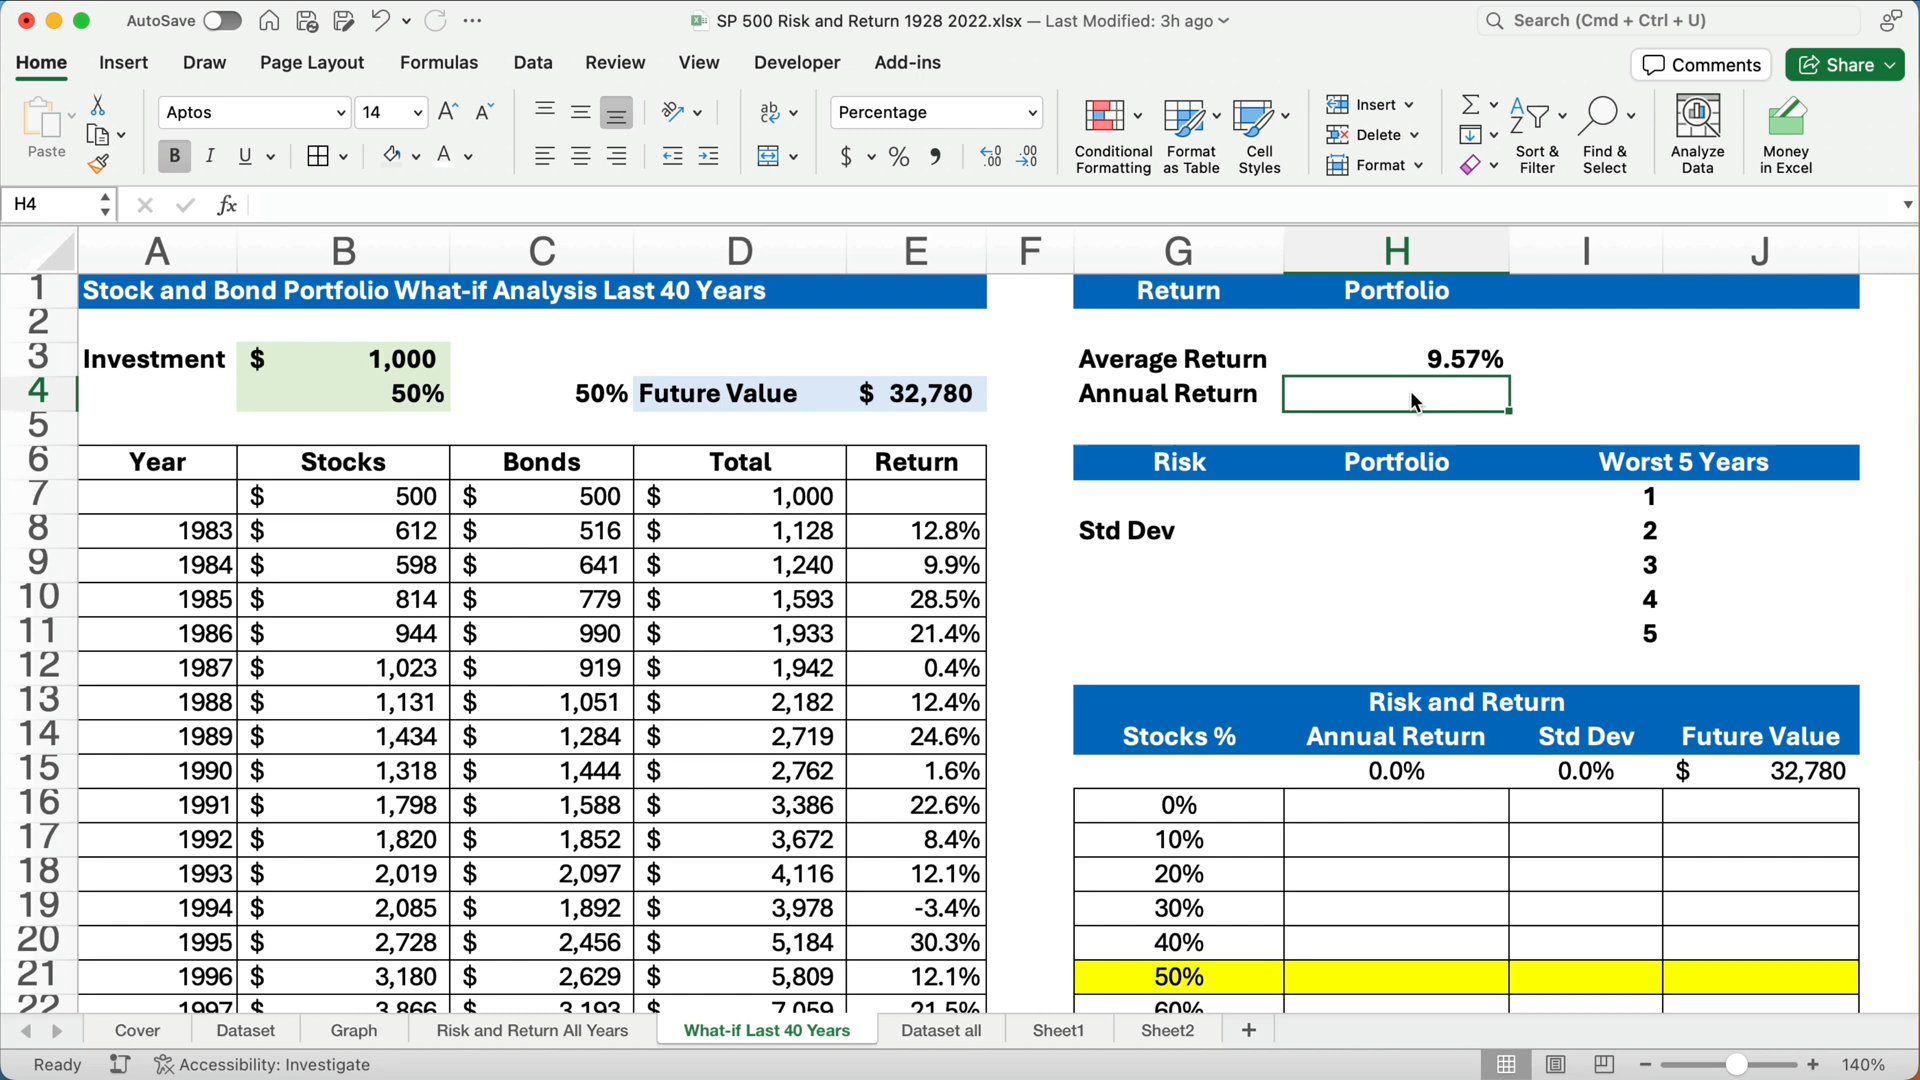 AutoSave
SP 500 Risk and Return 1928 2022.xlsx — Last Modified: 3h ago
Search (Cmd + Ctrl + U)
Home Insert Draw Page Layout Formulas Data Review View Developer Add-ins
Comments Share
Paste
Aptos 14
B I U A
ab
Percentage
$ %
Conditional Formatting
Format as Table
Cell Styles
Insert
Delete
Format
Sort & Filter
Find & Select
Analyze Data
Money in Excel
H4 fx
A B C D E F G H I J
1 Stock and Bond Portfolio What-if Analysis Last 40 Years Return Portfolio
2
3 Investment $ 1,000 Average Return 9.57%
4 50% 50% Future Value $ 32,780 Annual Return
5
6 Year Stocks Bonds Total Return Risk Portfolio Worst 5 Years
7 $ 500 $ 500 $ 1,000 1
8 1983 $ 612 $ 516 $ 1,128 12.8% Std Dev 2
9 1984 $ 598 $ 641 $ 1,240 9.9% 3
10 1985 $ 814 $ 779 $ 1,593 28.5% 4
11 1986 $ 944 $ 990 $ 1,933 21.4% 5
12 1987 $ 1,023 $ 919 $ 1,942 0.4%
13 1988 $ 1,131 $ 1,051 $ 2,182 12.4% Risk and Return
14 1989 $ 1,434 $ 1,284 $ 2,719 24.6% Stocks % Annual Return Std Dev Future Value
15 1990 $ 1,318 $ 1,444 $ 2,762 1.6% 0.0% 0.0% $ 32,780
16 1991 $ 1,798 $ 1,588 $ 3,386 22.6% 0%
17 1992 $ 1,820 $ 1,852 $ 3,672 8.4% 10%
18 1993 $ 2,019 $ 2,097 $ 4,116 12.1% 20%
19 1994 $ 2,085 $ 1,892 $ 3,978 -3.4% 30%
20 1995 $ 2,728 $ 2,456 $ 5,184 30.3% 40%
21 1996 $ 3,180 $ 2,629 $ 5,809 12.1% 50%
22 1997 $ 3,866 $ 3,193 $ 7,059 21.5% 60%
Cover Dataset Graph Risk and Return All Years What-if Last 40 Years Dataset all Sheet1 Sheet2 +
Ready Accessibility: Investigate 140%